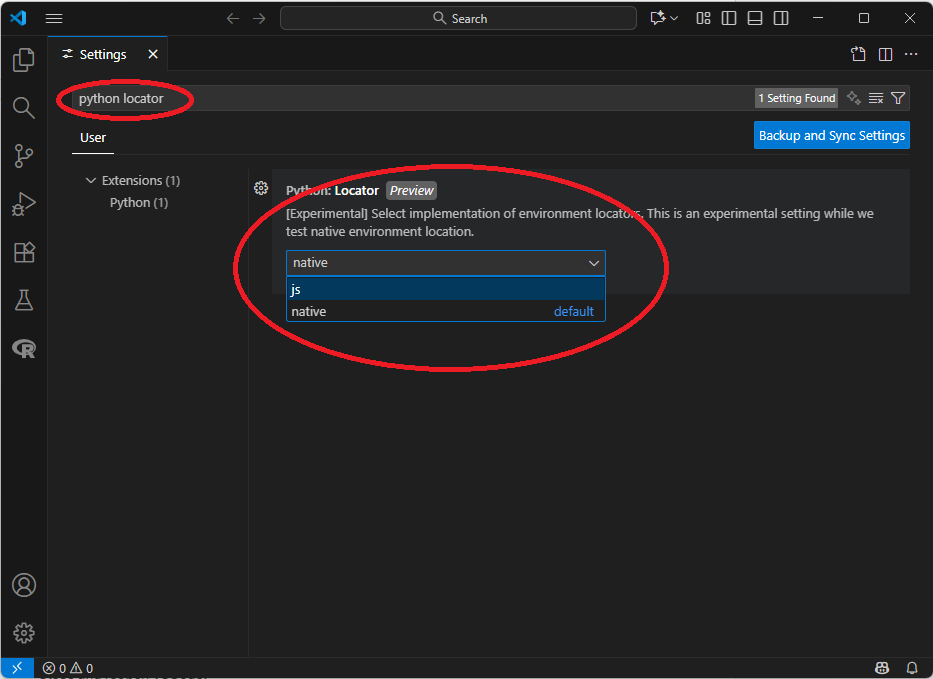 Search
Settings
python locator
1 Setting Found
User
Backup and Sync Settings
Extensions (1)
Python (1)
Python: Locator Preview
[Experimental] Select implementation of environment locators. This is an experimental setting while we
test native environment location.
native
js
native default
0 0